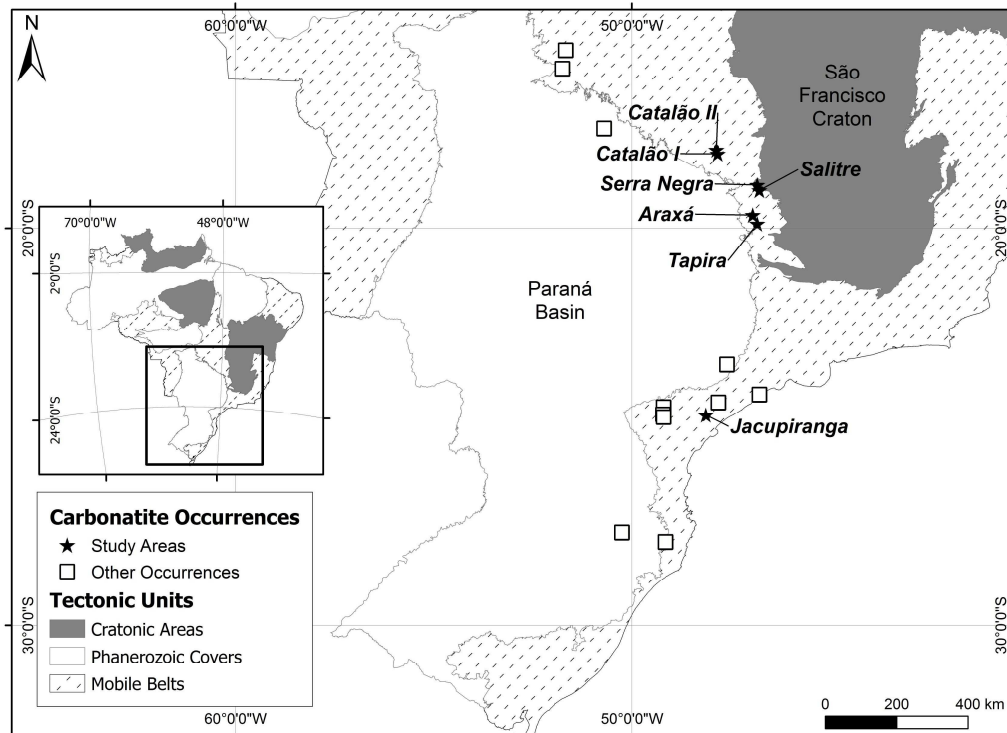 N
60°0'0"W
50°0'0"W
São
Francisco
Craton
Catalão II
Catalão I
Serra Negra
Salitre
Araxá
Tapira
20°0'0"S
20°0'0"S
70°0'0"W
48°0'0"W
2°0'0"S
24°0'0"S
Paraná
Basin
Jacupiranga
Carbonatite Occurrences
Study Areas
Other Occurrences
Tectonic Units
Cratonic Areas
Phanerozoic Covers
Mobile Belts
30°0'0"S
30°0'0"S
0 200 400 km
60°0'0"W
50°0'0"W